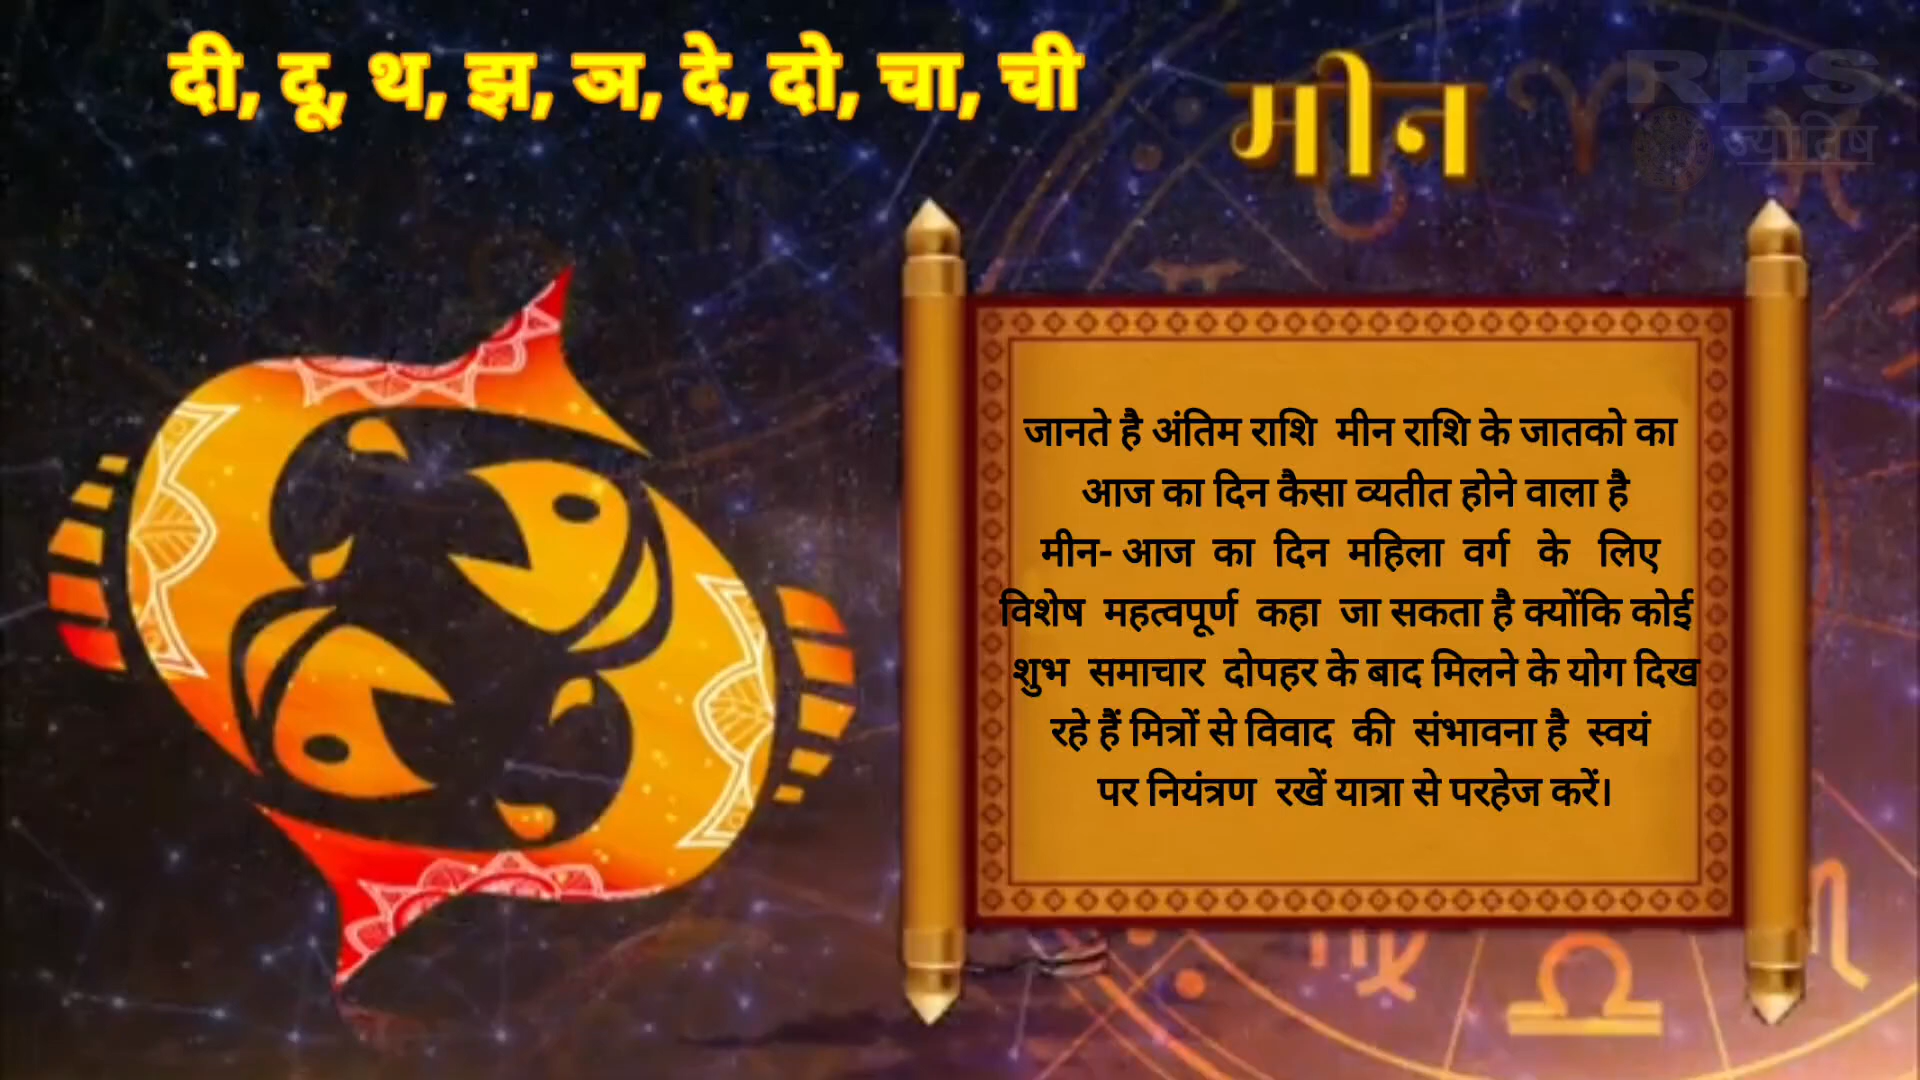 दी, दू, थ, झ, ञ, दे, दो, चा, ची
मीन
RPS
ज्योतिष
जानते है अंतिम राशि मीन राशि के जातको का
आज का दिन कैसा व्यतीत होने वाला है
मीन- आज का दिन महिला वर्ग के लिए
विशेष महत्वपूर्ण कहा जा सकता है क्योंकि कोई
शुभ समाचार दोपहर के बाद मिलने के योग दिख
रहे हैं मित्रों से विवाद की संभावना है स्वयं
पर नियंत्रण रखें यात्रा से परहेज करें।